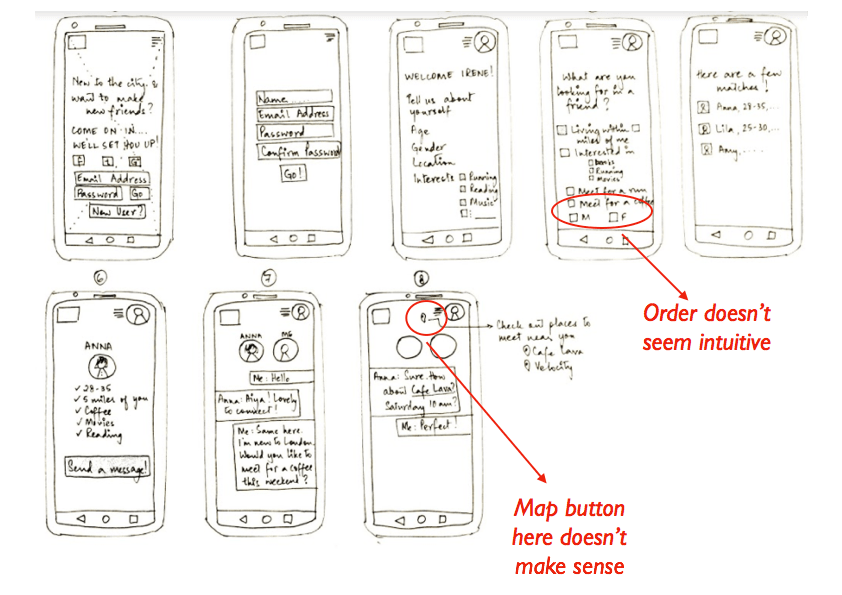 New to the city, &
want to make
new friends?
COME ON IN...
WE'LL SET YOU UP!
Email Address
Password Go
New User?
Name
Email Address
Password
Confirm Password
Go!
WELCOME IRENE!
Tell us about
yourself
Age
Gender
Location
Interests Running
Reading
Music
What are you
looking for in a
friend?
Living within
miles of me
Interested in
books
Running
movies
Meet for a run
Meet for a coffee
M F
Here are a few
matches!
Anna, 28-35,...
Lila, 25-30,...
Amy,....
Order doesn't
seem intuitive
6
ANNA
✓ 28-35
✓ 5 miles of you
✓ Coffee
✓ Movies
✓ Reading
Send a message!
7
ANNA ME
Me: Hello
Anna: Aiya! Lovely
to connect!
Me: Same here.
I'm new to London.
Would you like to
meet for a coffee
this weekend?
8
Anna: Sure. How
about Cafe Lava?
Saturday 10 am?
Me: Perfect!
Check out places to
meet near you
Cafe Lava
Velocity
Map button
here doesn't
make sense